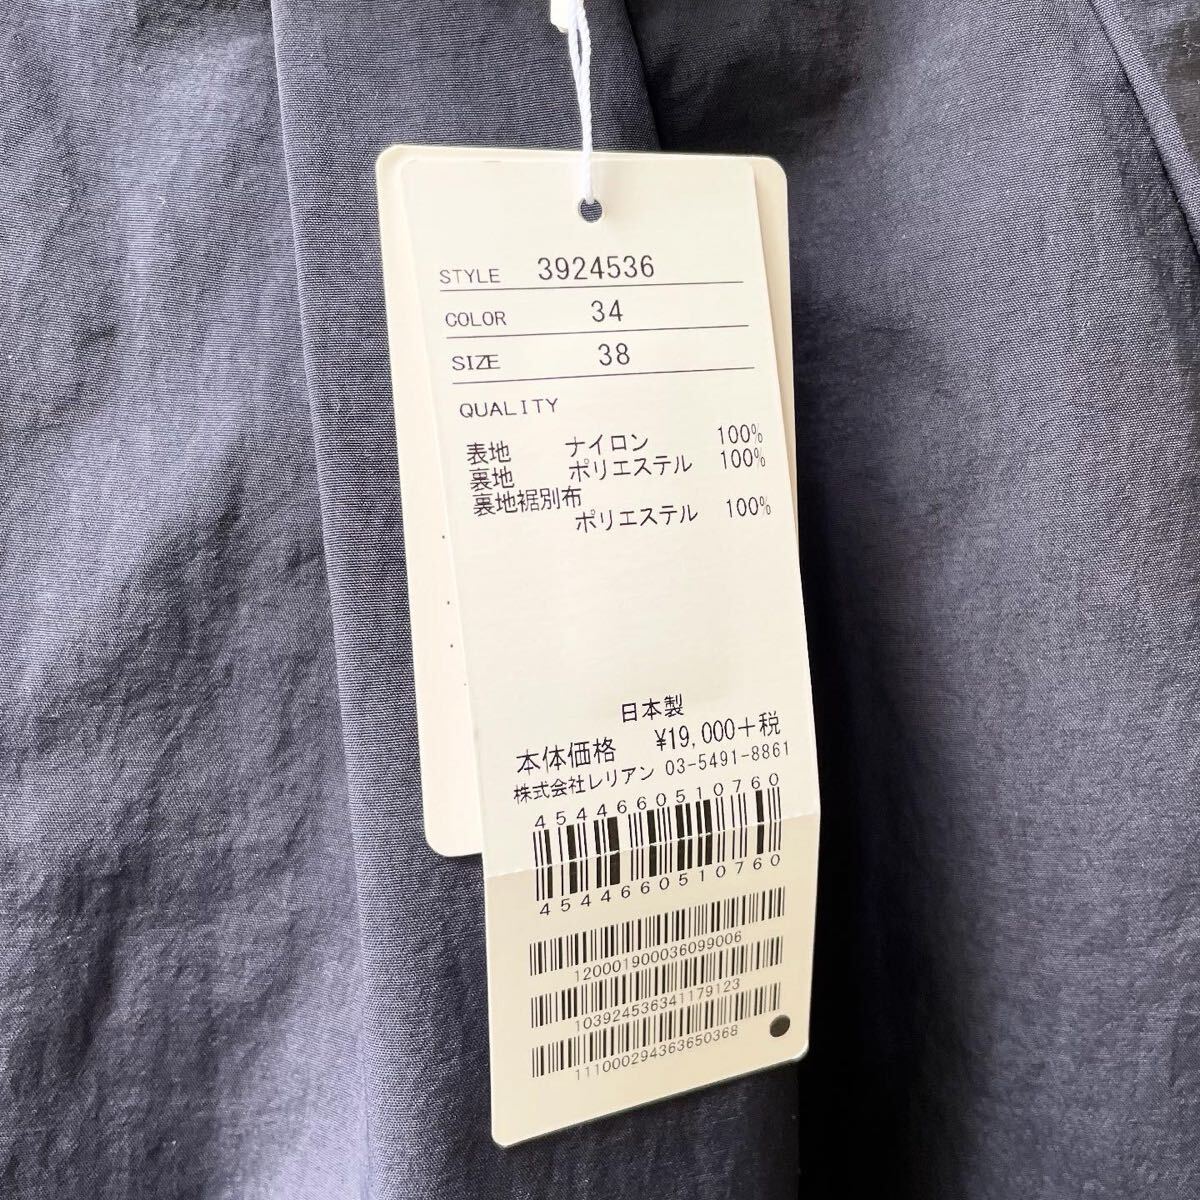 STYLE 3924536
COLOR 34
SIZE 38
QUALITY
表地 ナイロン 100%
裏地 ポリエステル 100%
裏地裾別布
ポリエステル 100%
日本製
本体価格 ¥19,000+税
株式会社レリアン 03-5491-8861
4544660510760
4544660510760
120001900036099006
103924536341179123
111000294363650368